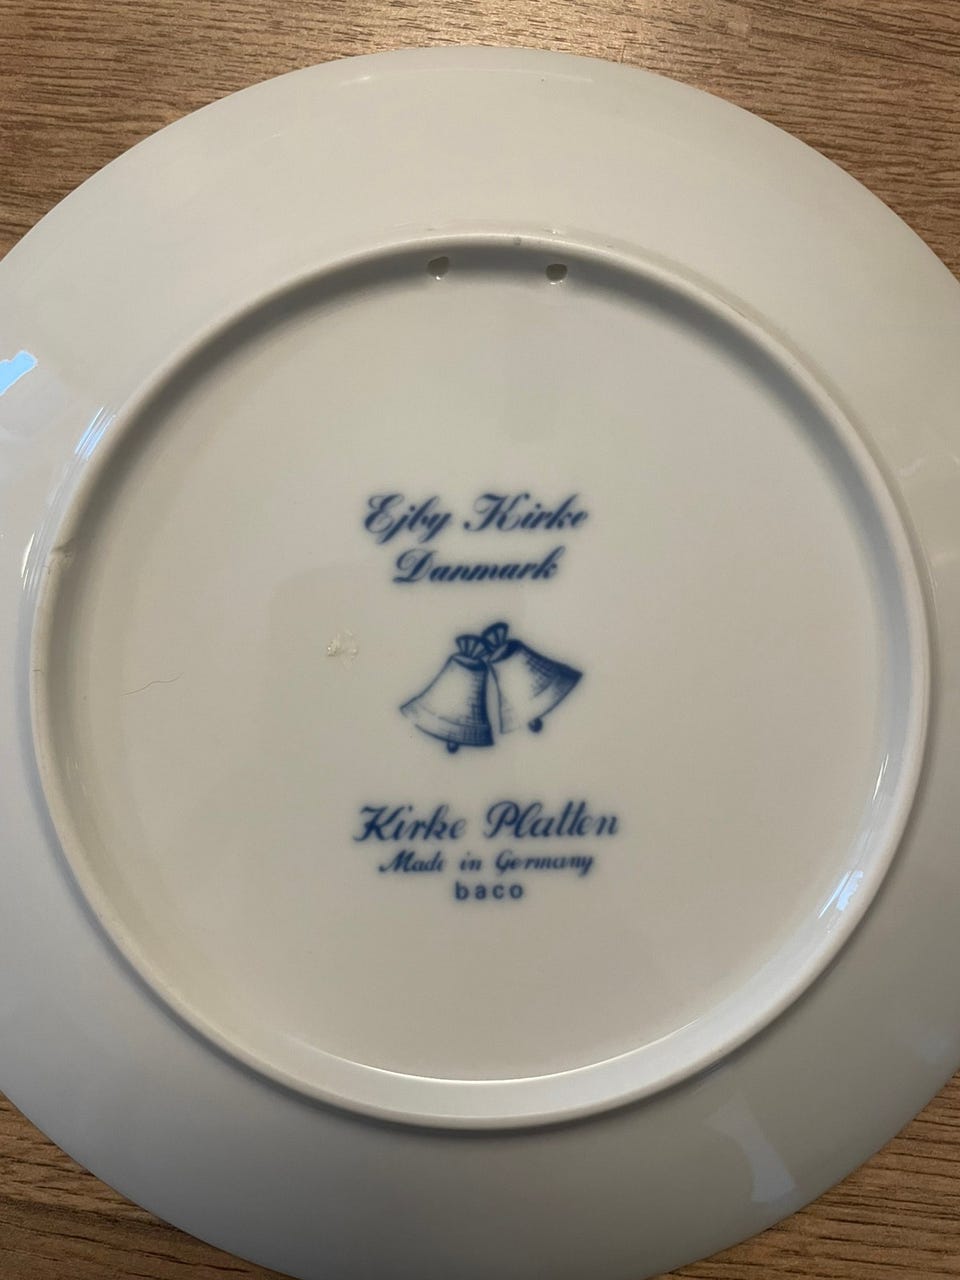 Ejby Kirke
Danmark
Kirke Platten
Made in Germany
baco